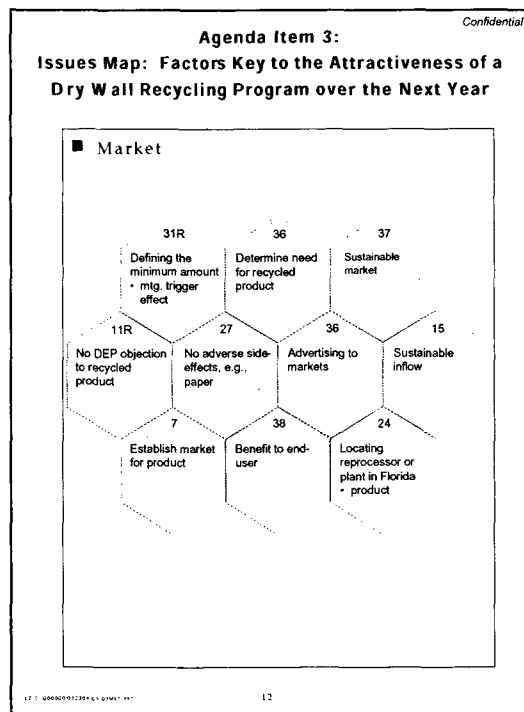 Confidential
Agenda Item 3:
Issues Map: Factors Key to the Attractiveness of a
Dry Wall Recycling Program over the Next Year
■ Market
31R 36 37
Defining the Determine need Sustainable
minimum amount for recycled market
• mtg. trigger product
effect
11R 27 36 15
No DEP objection No adverse side- Advertising to Sustainable
to recycled effects, e.g., markets inflow
product paper
7 38 24
Establish market Benefit to end- Locating
for product user reprocessor or
plant in Florida
• product
12